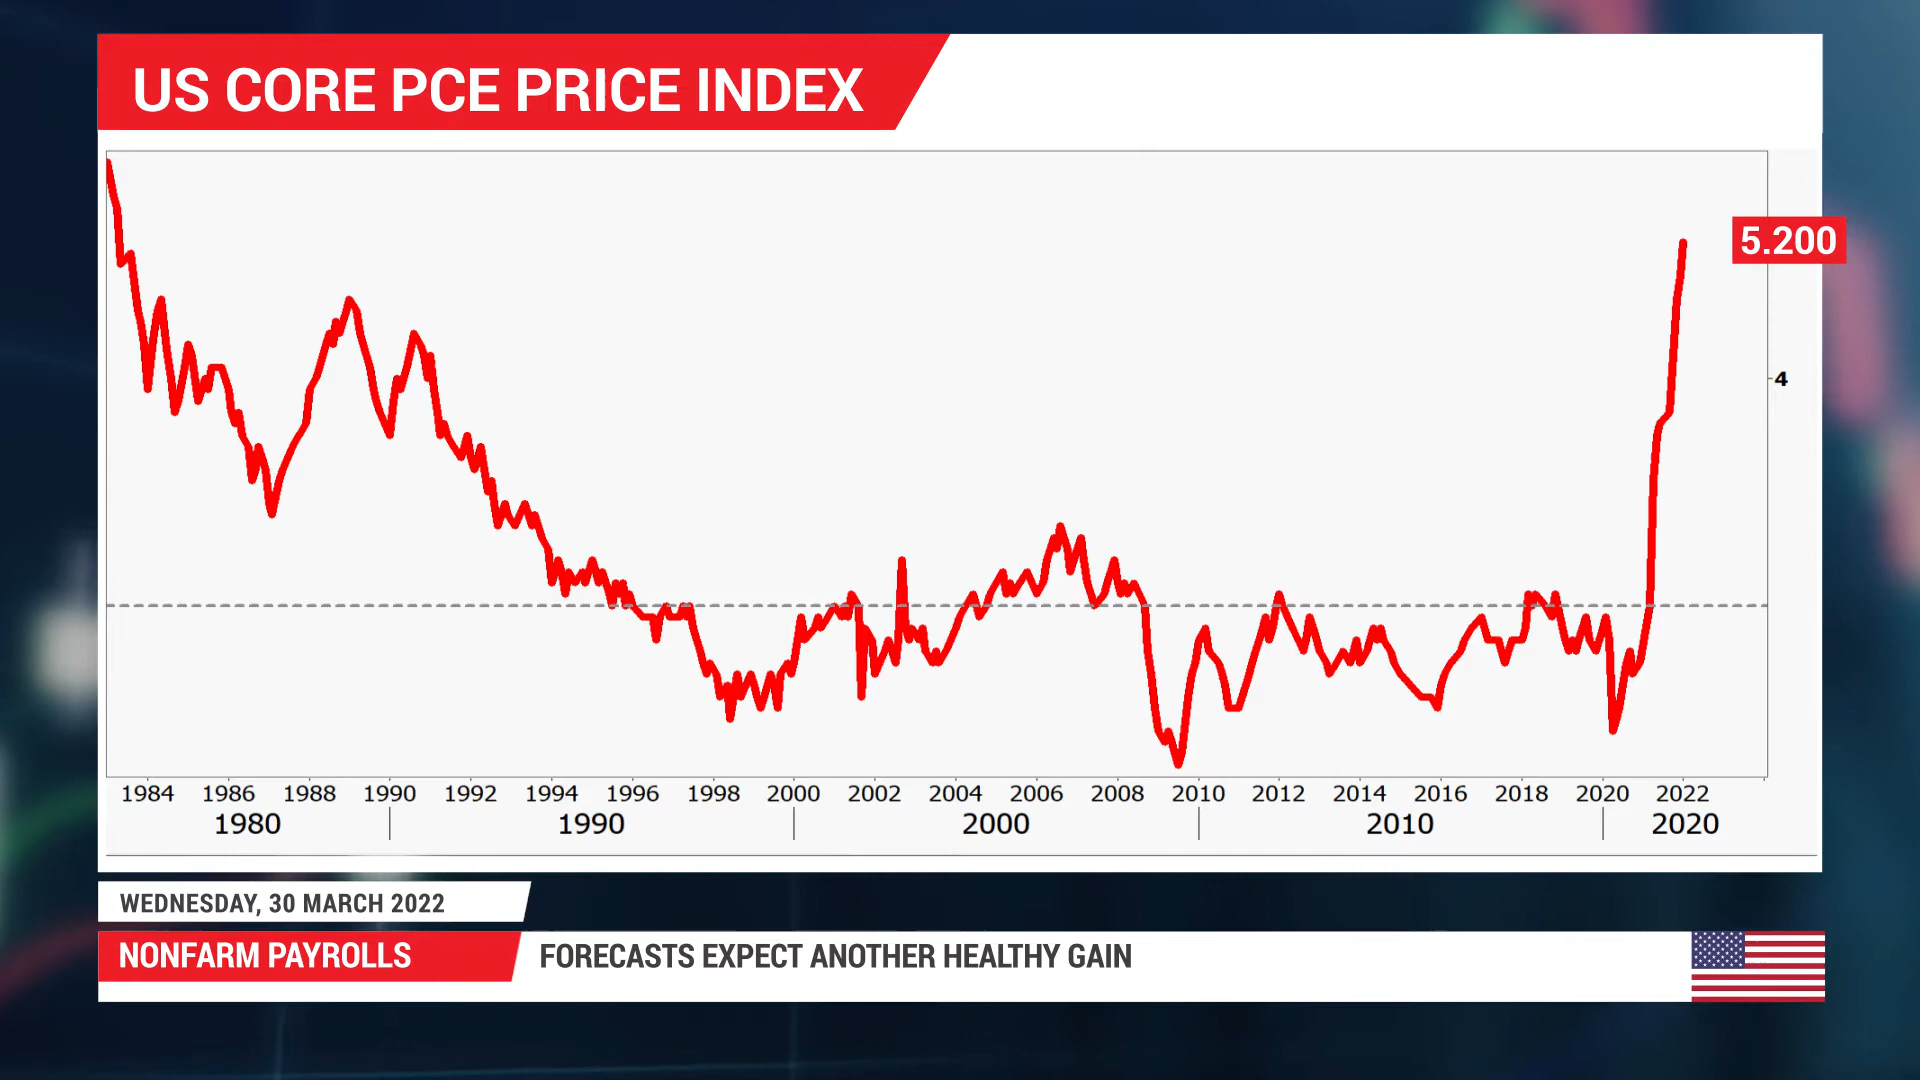 US CORE PCE PRICE INDEX
5.200
4
1984 1986 1988 1990 1992 1994 1996 1998 2000 2002 2004 2006 2008 2010 2012 2014 2016 2018 2020 2022
1980 1990 2000 2010 2020
WEDNESDAY, 30 MARCH 2022
NONFARM PAYROLLS FORECASTS EXPECT ANOTHER HEALTHY GAIN